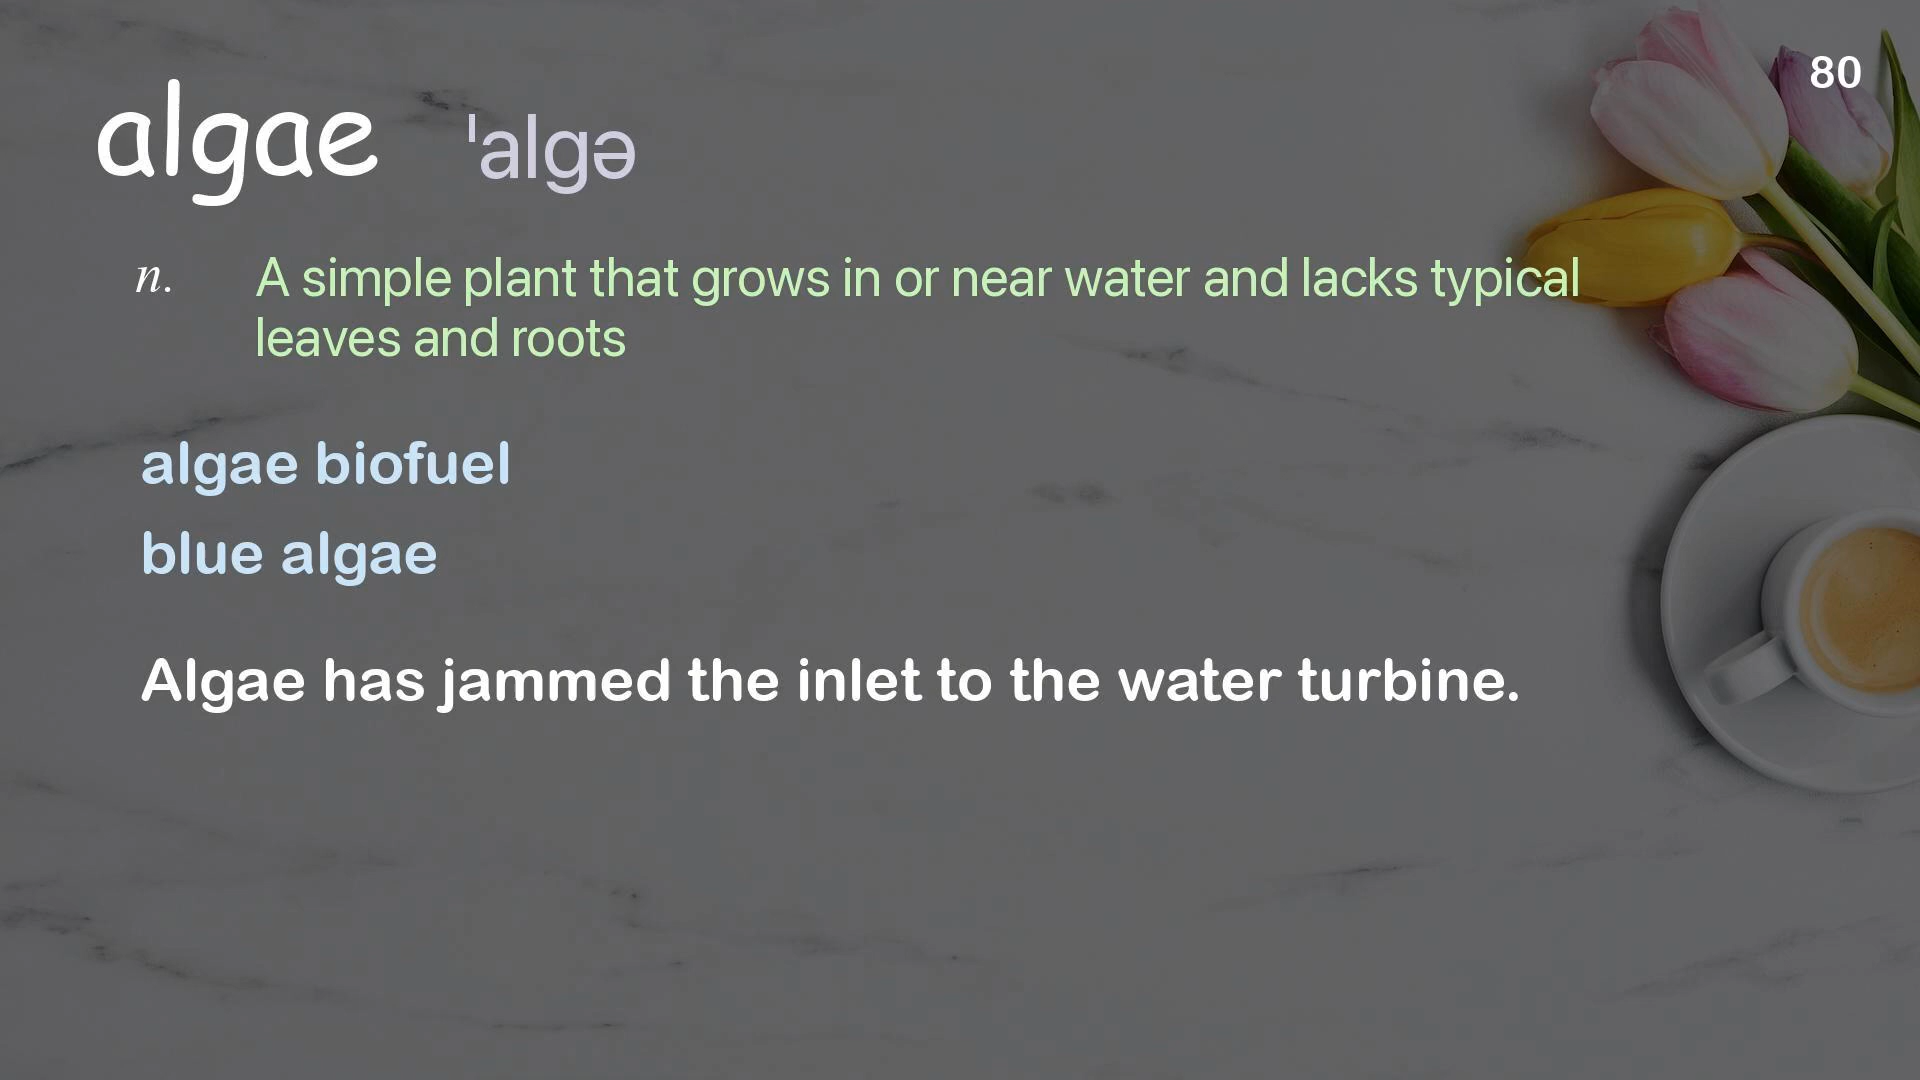 80
algae ˈalgə
n. A simple plant that grows in or near water and lacks typical
leaves and roots
algae biofuel
blue algae
Algae has jammed the inlet to the water turbine.